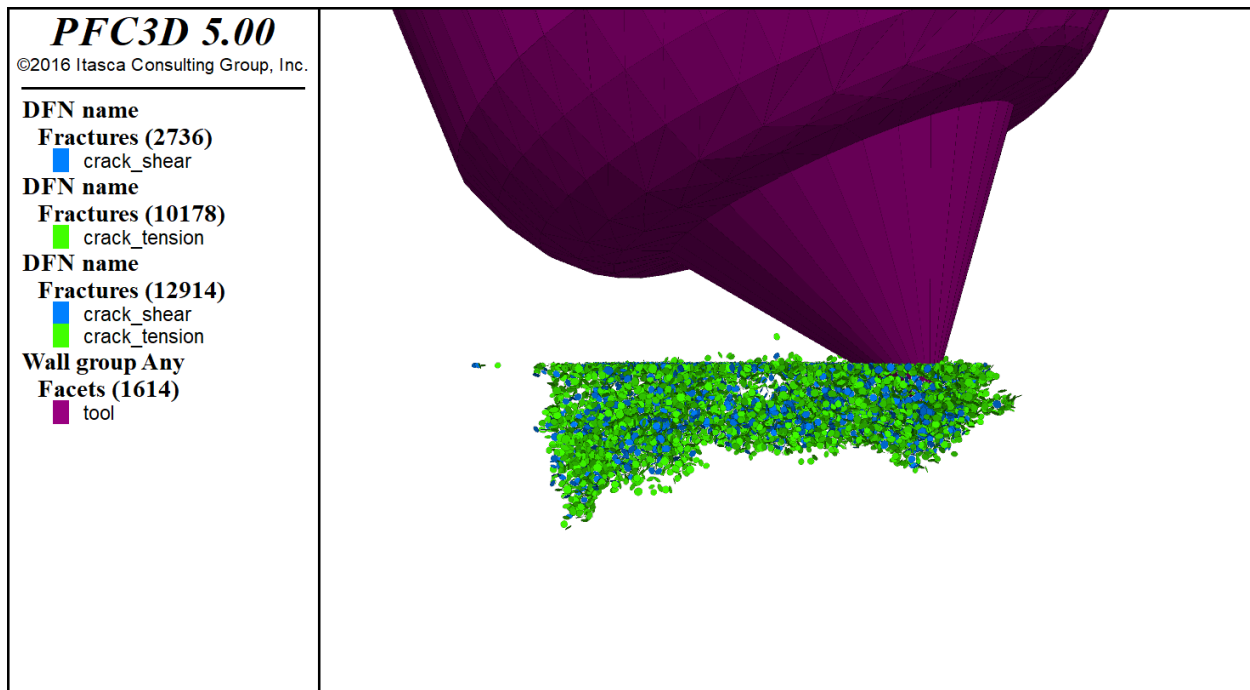 PFC3D 5.00
©2016 Itasca Consulting Group, Inc.
DFN name
Fractures (2736)
crack_shear
DFN name
Fractures (10178)
crack_tension
DFN name
Fractures (12914)
crack_shear
crack_tension
Wall group Any
Facets (1614)
tool